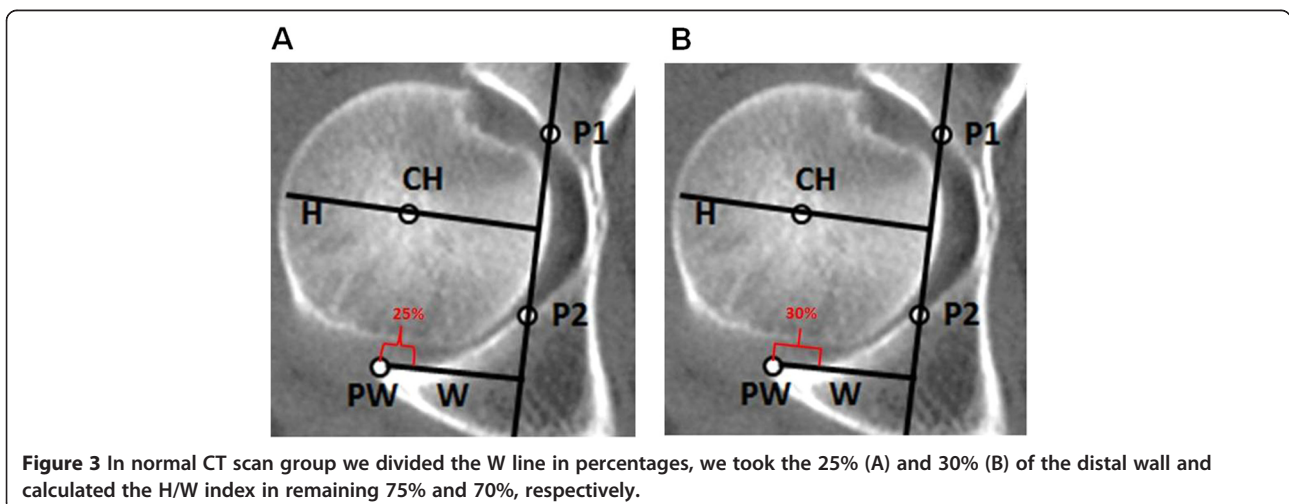 A
B
P1
CH
H
25%
P2
PW
W
P1
CH
H
30%
P2
PW
W
Figure 3 In normal CT scan group we divided the W line in percentages, we took the 25% (A) and 30% (B) of the distal wall and
calculated the H/W index in remaining 75% and 70%, respectively.